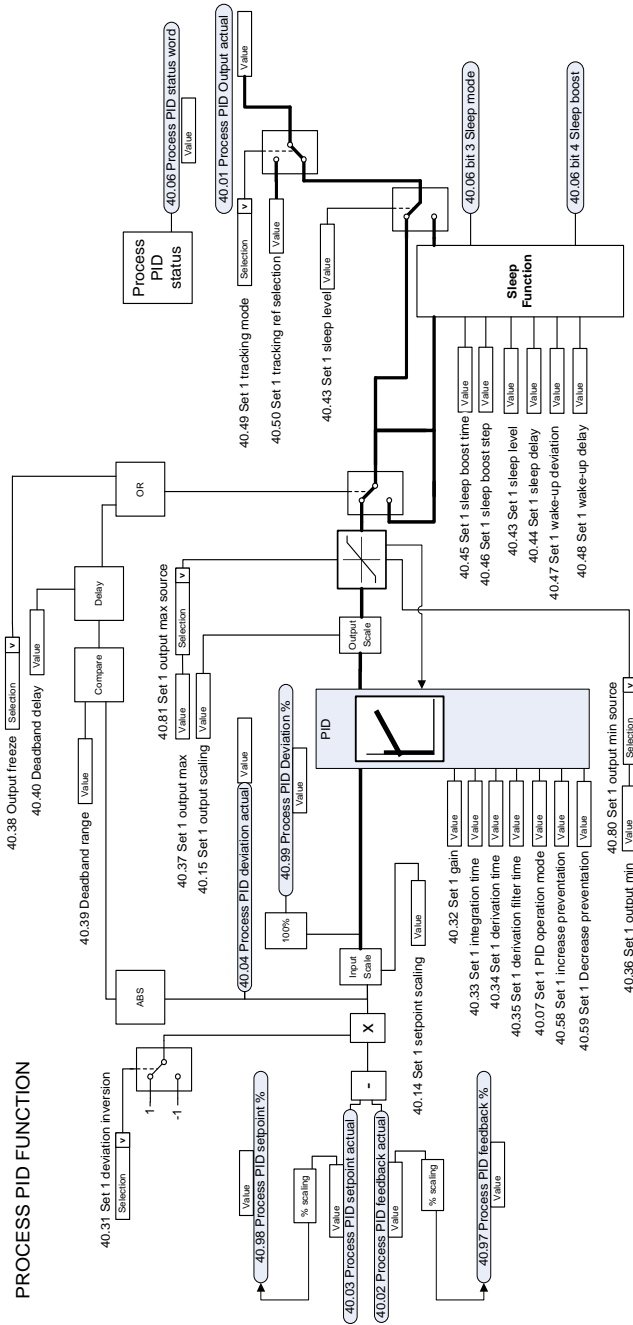 PROCESS PID FUNCTION
40.31 Set 1 deviation inversion
Selection v
1
-1
40.98 Process PID setpoint %
Value
% scaling
40.03 Process PID setpoint actual
Value
-
40.02 Process PID feedback actual
Value
% scaling
40.97 Process PID feedback %
Value
X
ABS
40.14 Set 1 setpoint scaling
Value
Input Scale
100%
40.99 Process PID Deviation %
Value
40.04 Process PID deviation actual
Value
40.38 Output freeze
Selection v
40.40 Deadband delay
Value
40.39 Deadband range
Value
Compare
Delay
OR
40.81 Set 1 output max source
40.37 Set 1 output max
Value
Selection v
40.15 Set 1 output scaling
Value
PID
Output Scale
40.32 Set 1 gain
Value
40.33 Set 1 integration time
Value
40.34 Set 1 derivation time
Value
40.35 Set 1 derivation filter time
Value
40.07 Set 1 PID operation mode
Value
40.58 Set 1 increase preventation
Value
40.59 Set 1 Decrease preventation
Value
40.80 Set 1 output min source
40.36 Set 1 output min
Value
Selection v
Process PID status
40.06 Process PID status word
Value
40.01 Process PID Output actual
Value
40.49 Set 1 tracking mode
Selection v
40.50 Set 1 tracking ref selection
Value
40.43 Set 1 sleep level
Value
40.45 Set 1 sleep boost time
Value
40.46 Set 1 sleep boost step
Value
40.43 Set 1 sleep level
Value
40.44 Set 1 sleep delay
Value
40.47 Set 1 wake-up deviation
Value
40.48 Set 1 wake-up delay
Value
Sleep Function
40.06 bit 3 Sleep mode
40.06 bit 4 Sleep boost